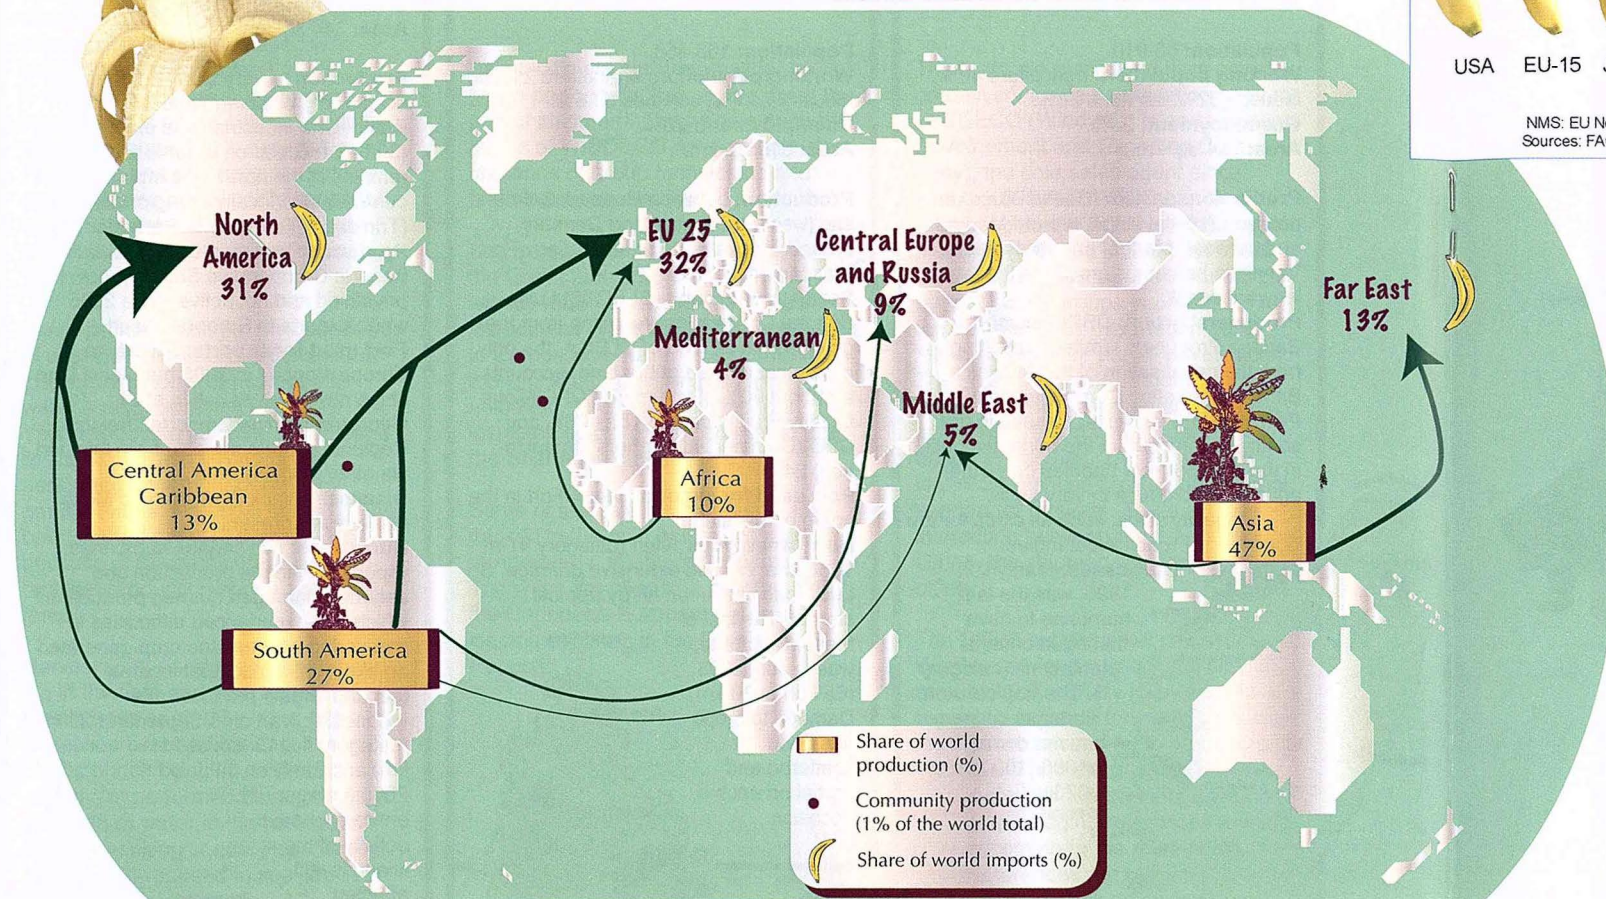 USA EU-15
NMS: EU
Sources:
North
America
31%
EU 25
32%
Central Europe
and Russia
9%
Far East
13%
Mediterranean
4%
Middle East
5%
Central America
Caribbean
13%
Africa
10%
Asia
47%
South America
27%
Share of world
production (%)
Community production
(1% of the world total)
Share of world imports (%)